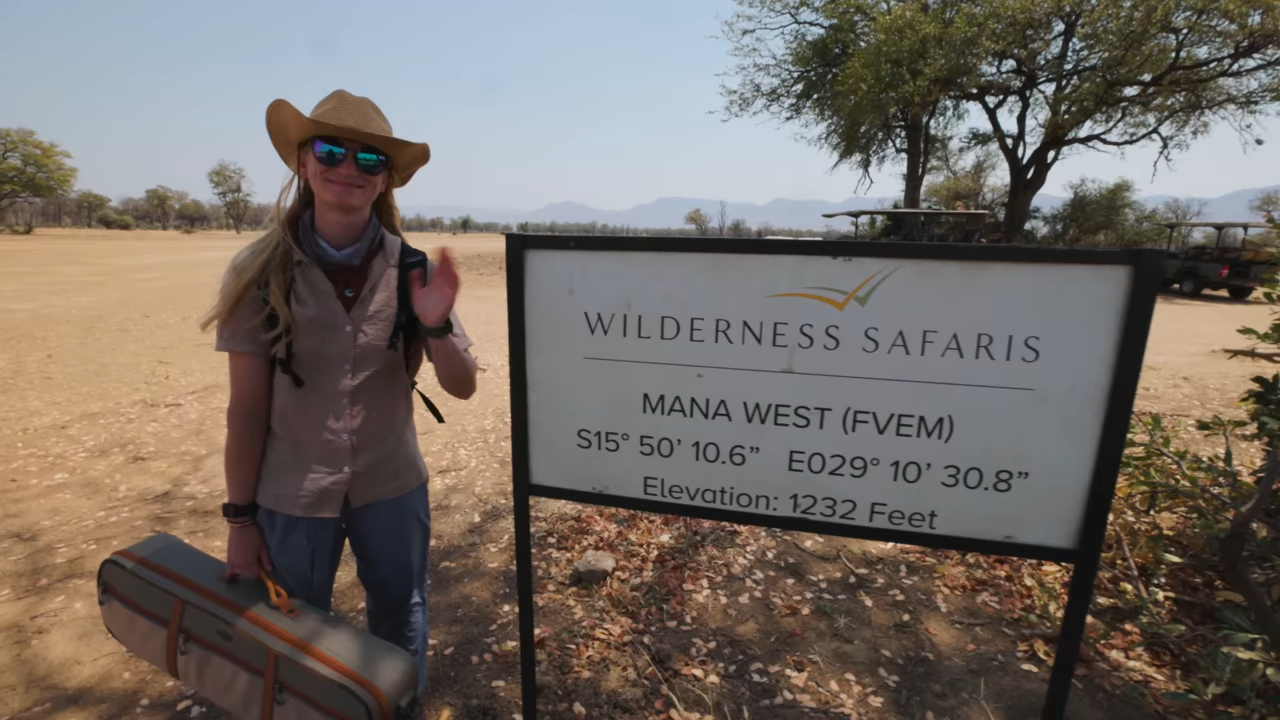 WILDERNESS SAFARIS
MANA WEST (FVEM)
S15° 50’ 10.6” E029° 10’ 30.8”
Elevation: 1232 Feet